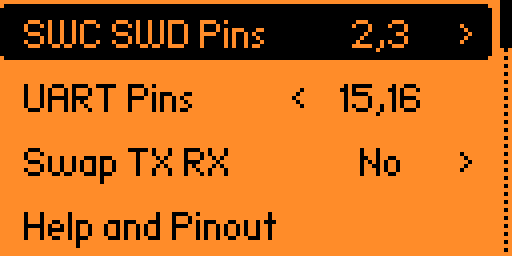 SWC SWD Pins 2,3 >
UART Pins < 15,16
Swap TX RX No >
Help and Pinout